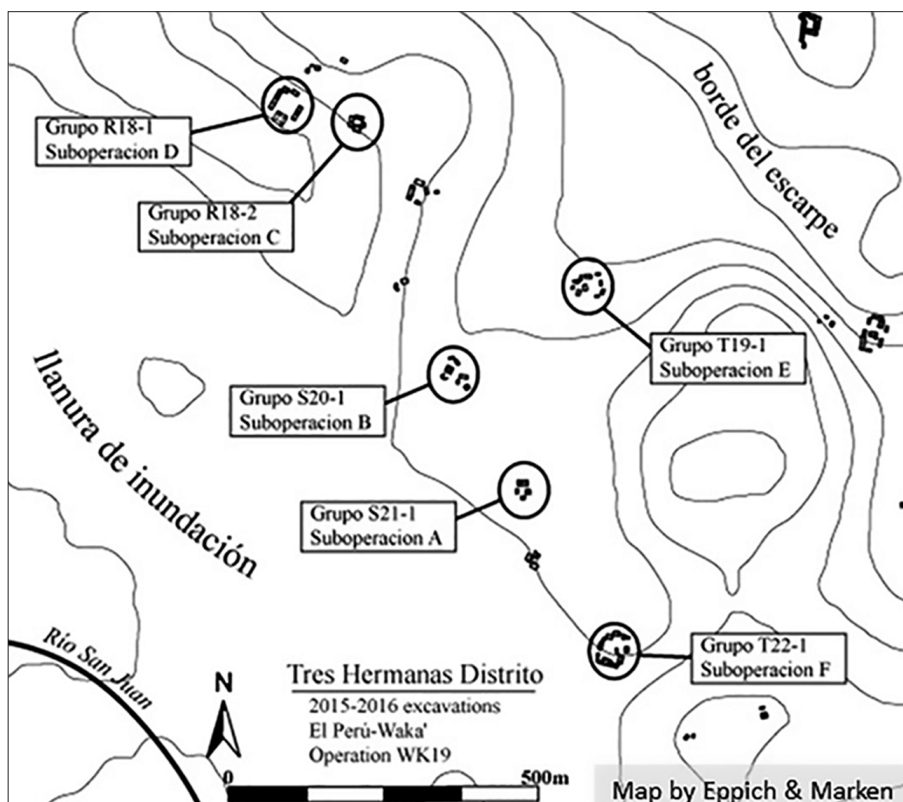 borde del escarpe
Grupo R18-1
Suboperacion D
Grupo R18-2
Suboperacion C
Grupo T19-1
Suboperacion E
llanura de inundación
Grupo S20-1
Suboperacion B
Grupo S21-1
Suboperacion A
Río San Juan
Grupo T22-1
Suboperacion F
N
Tres Hermanas Distrito
2015-2016 excavations
El Perú-Waka'
Operation WK19
0 500m
Map by Eppich & Marken